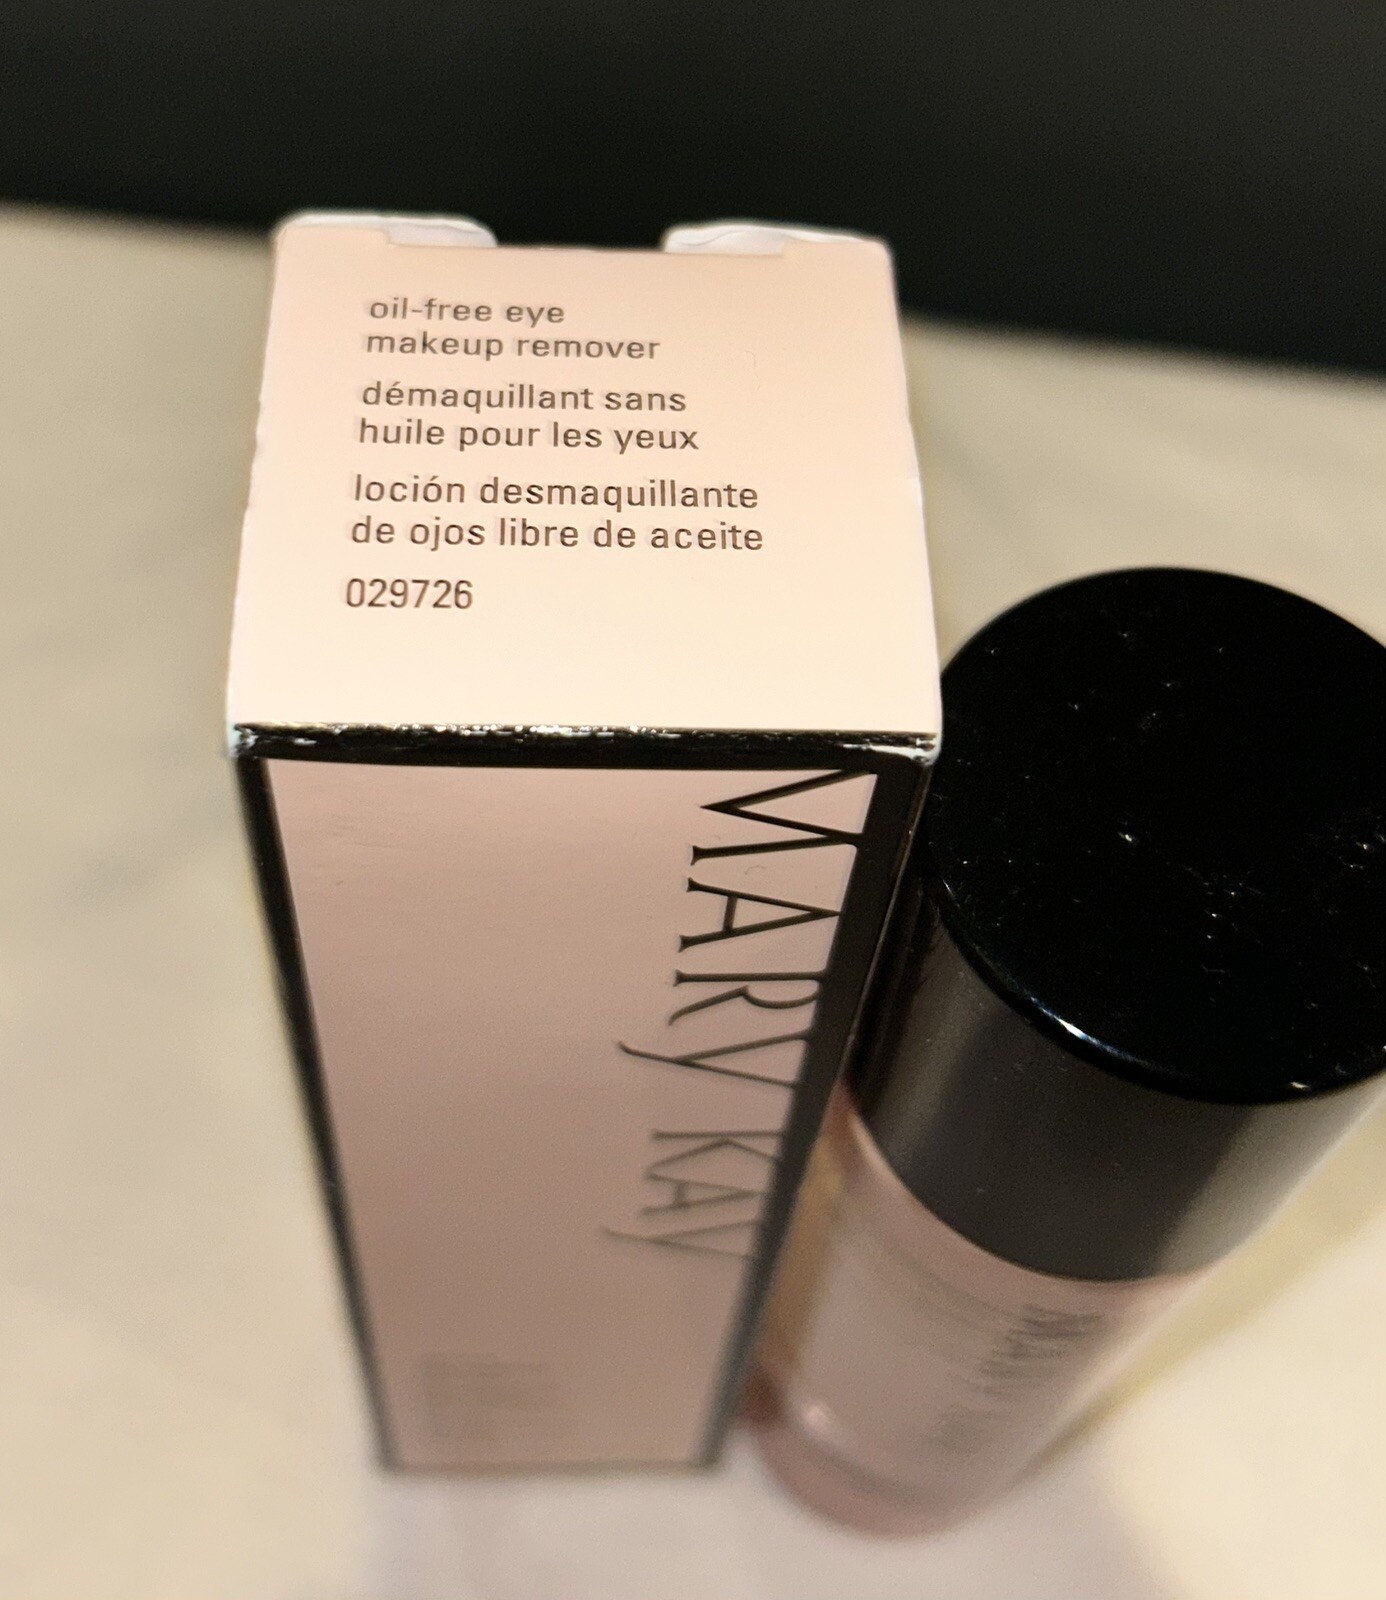 oil-free eye
makeup remover
démaquillant sans
huile pour les yeux
loción desmaquillante
de ojos libre de aceite
029726
MARY KAY